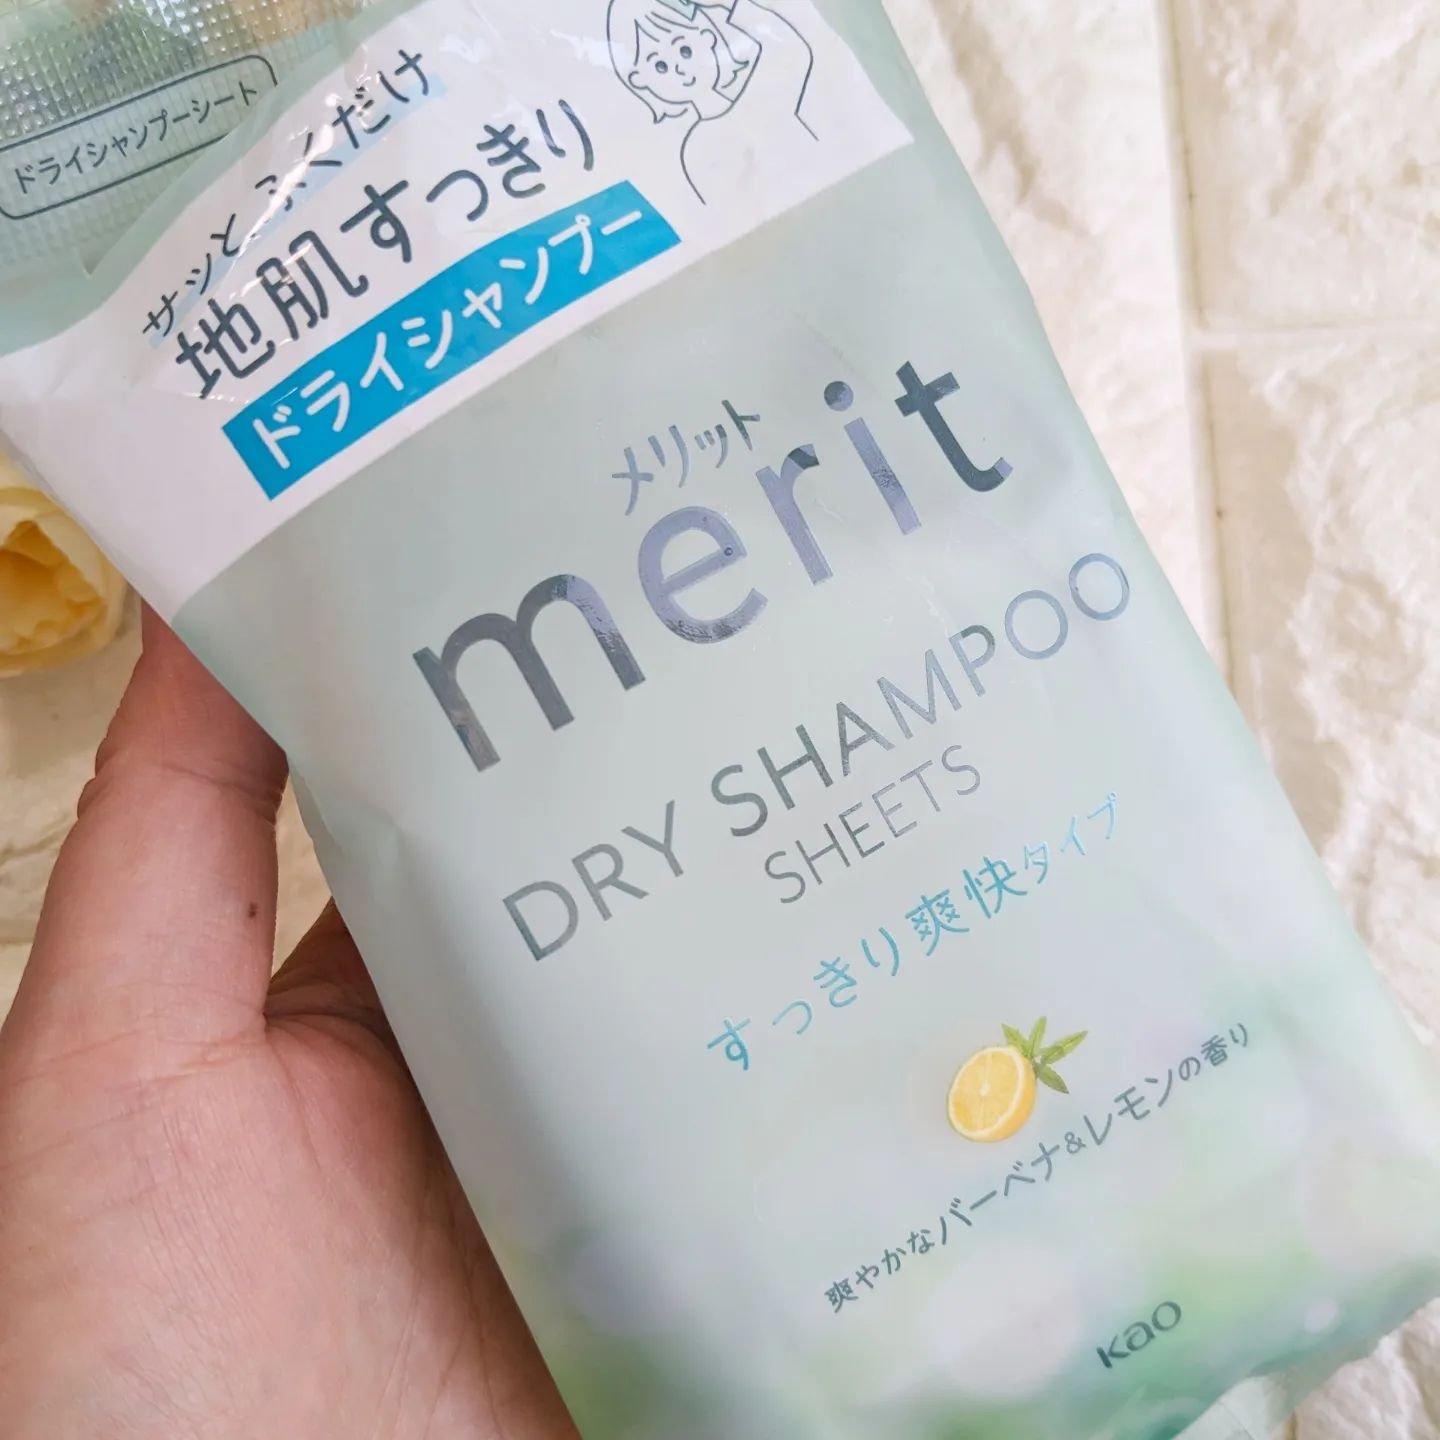 ドライシャンプーシート
サッと、ふくだけ
地肌すっきり
ドライシャンプー
メリット
merit
DRY SHAMPOO
SHEETS
すっきり爽快タイプ
爽やかなバーベナ&レモンの香り
Kao